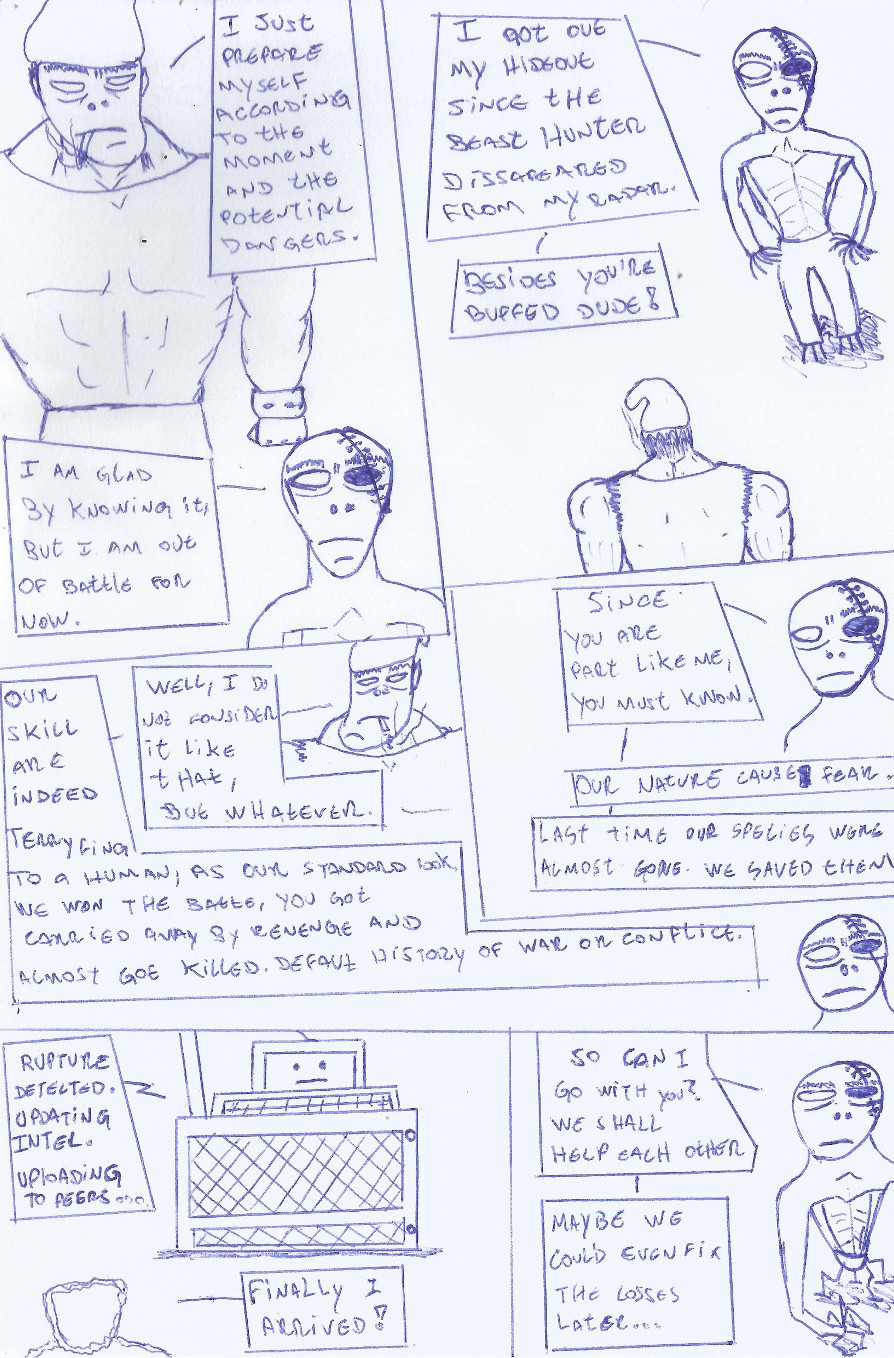 I JUST
PREPARE
MYSELF
ACCORDING
TO THE
MOMENT
AND THE
POTENTIAL
DANGERS.
I GOT OUT
MY HIDEOUT
SINCE THE
BEAST HUNTER
DISSAPEARED
FROM MY RADAR.
BESIDES YOU'RE
BUFFED DUDE!
I AM GLAD
BY KNOWING it,
BUT I AM OUT
OF BATTLE FOR
NOW.
SINCE
YOU ARE
PART LIKE ME,
YOU MUST KNOW.
OUR NATURE CAUSE FEAR.
LAST TIME OUR SPECIES WERE
ALMOST GONE. WE SAVED THEM
WELL, I DO
NOT CONSIDER
it LIKE
tHAt,
BUT WHATEVER.
OUR
SKILL
ARE
INDEED
TERRYFING
TO A HUMAN, AS OUR STANDARD look,
WE WON THE BATTLE, YOU GOT
CARRIED AWAY BY REVENGE AND
ALMOST GOT KILLED. DEFAULT HISTORY OF WAR OR CONFLICT.
RUPTURE
DETECTED.
UPDATING
INTEL.
UPLOADING
TO PEERS....
FINALLY I
ARRIVED!
SO CAN I
GO WITH YOU?
WE SHALL
HELP EACH OTHER
MAYBE WE
COULD EVEN FIX
THE LOSSES
LATER....